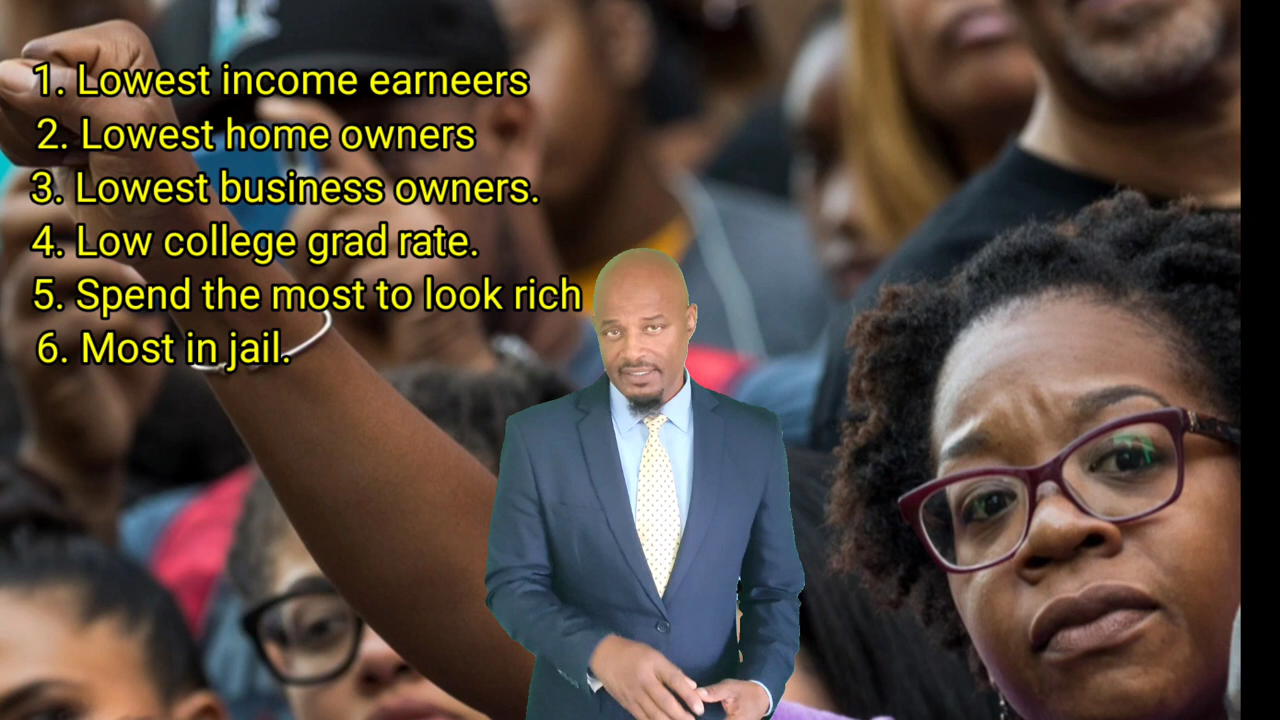 1. Lowest income earneers
2. Lowest home owners
3. Lowest business owners.
4. Low college grad rate.
5. Spend the most to look rich
6. Most in jail.